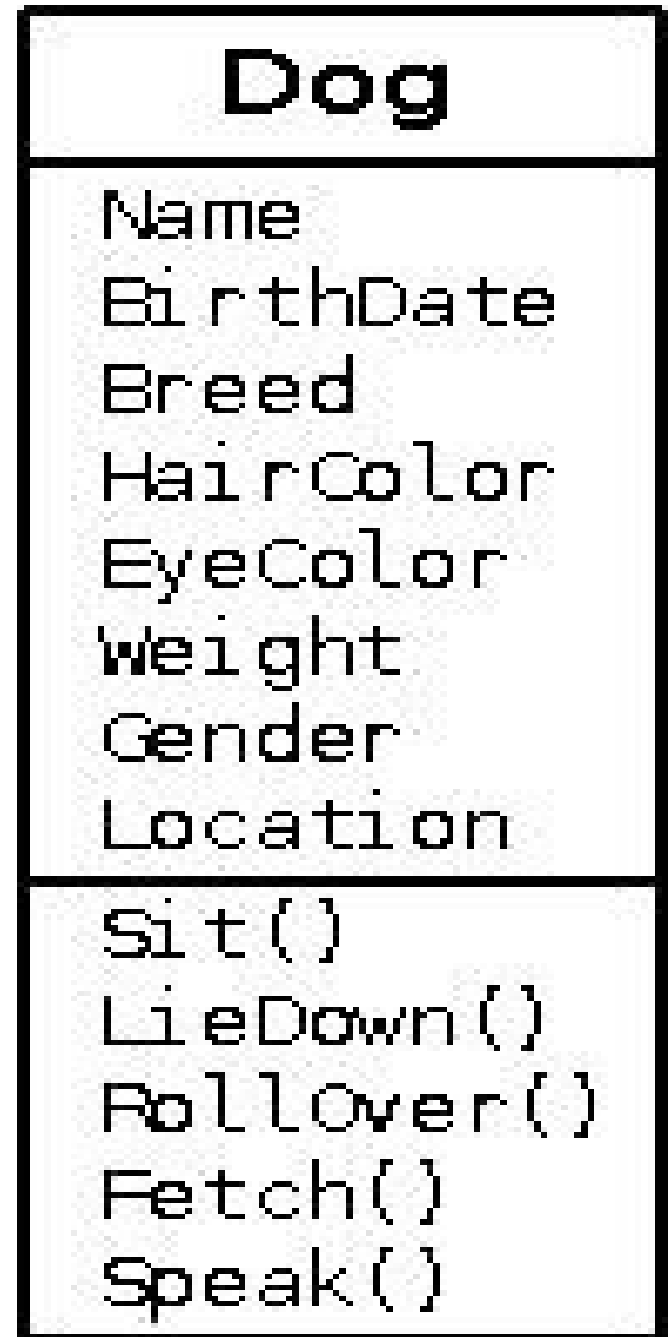 Dog
Name
BirthDate
Breed
HairColor
EyeColor
Weight
Gender
Location
Sit()
LieDown()
RollOver()
Fetch()
Speak()